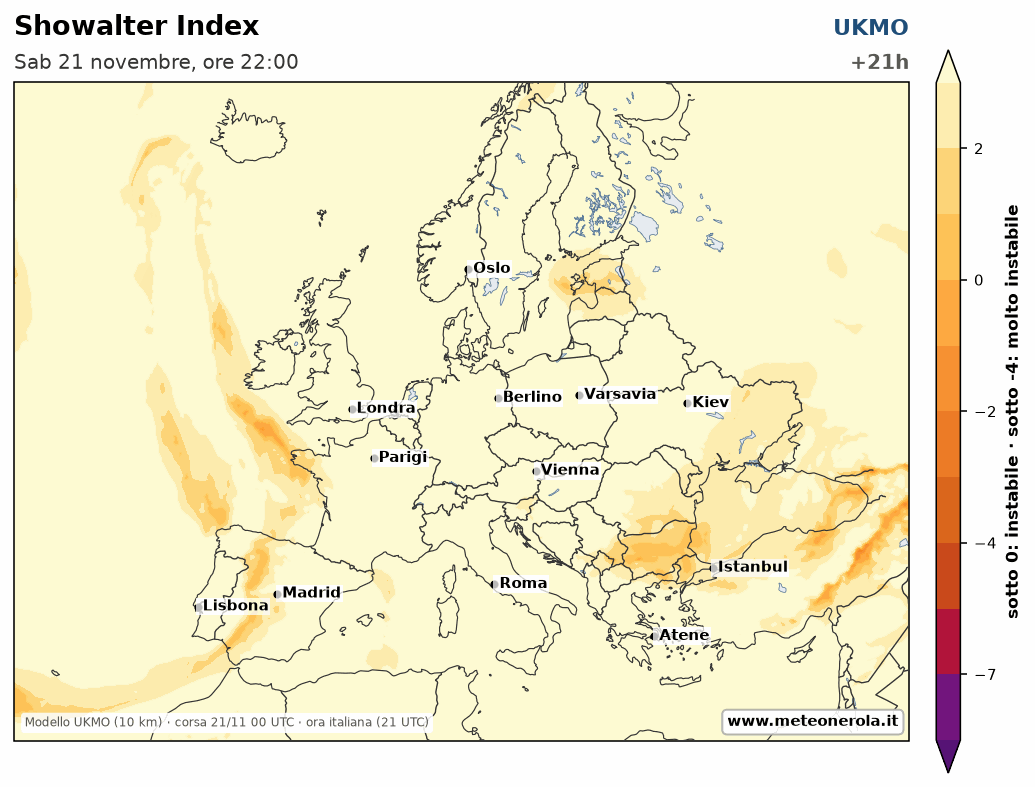 Showalter Index
UKMO
Sab 21 novembre, ore 22:00
+21h
Oslo
Londra
Berlino
Varsavia
Kiev
Parigi
Vienna
Istanbul
Roma
Madrid
Lisbona
Atene
2
0
−2
−4
−7
sotto 0: instabile · sotto -4: molto instabile
Modello UKMO (10 km) · corsa 21/11 00 UTC · ora italiana (21 UTC)
www.meteonerola.it